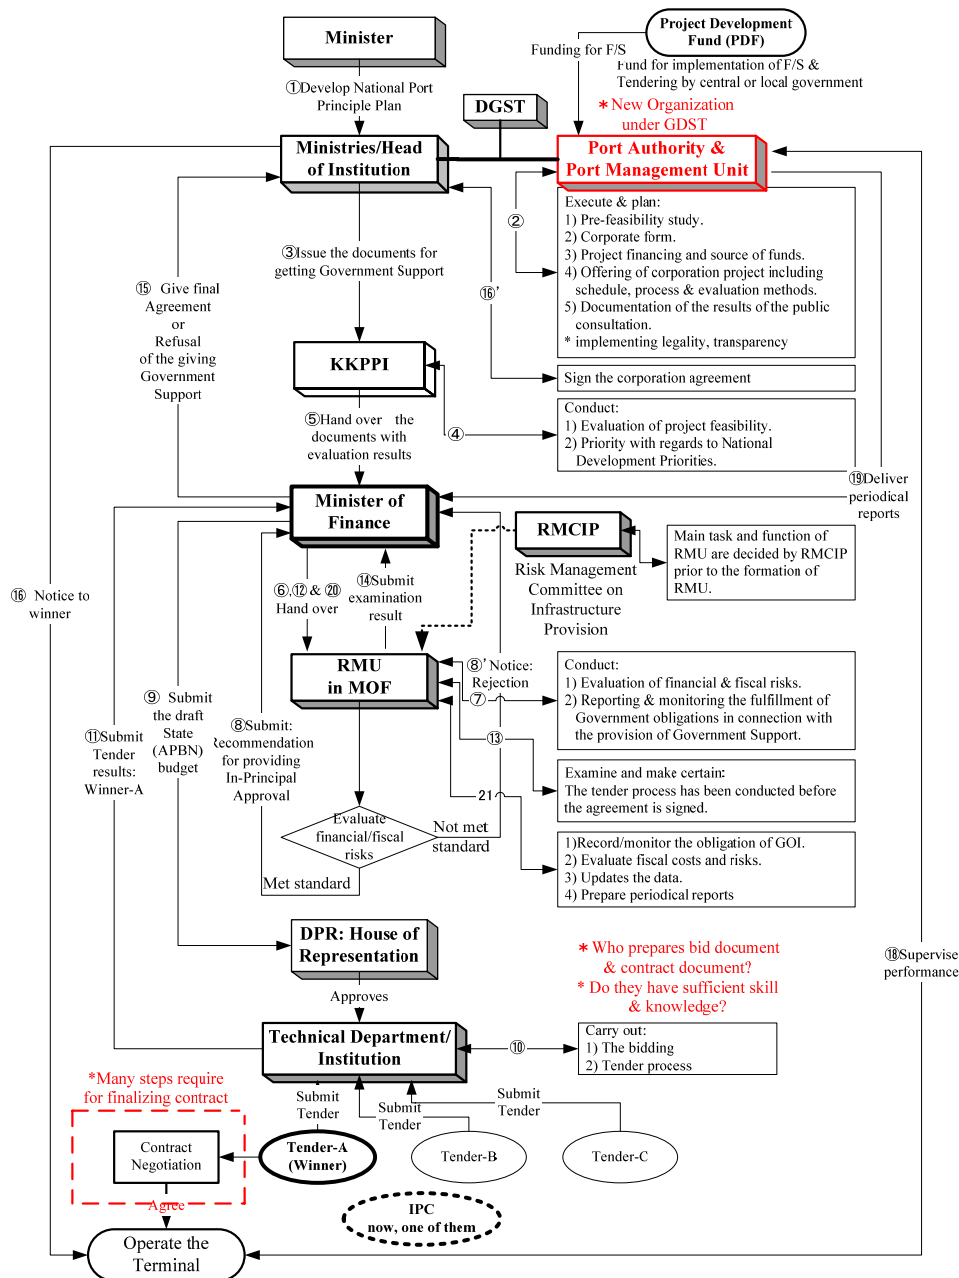 Minister
Project Development
Fund (PDF)
Funding for F/S
Fund for implementation of F/S &
Tendering by central or local government
①Develop National Port
Principle Plan
DGST
*New Organization
under GDST
Ministries/Head
of Institution
Port Authority &
Port Management Unit
②
Execute & plan:
1) Pre-feasibility study.
2) Corporate form.
3) Project financing and source of funds.
4) Offering of corporation project including
schedule, process & evaluation methods.
5) Documentation of the results of the public
consultation.
* implementing legality, transparency
③Issue the documents for
getting Government Support
⑮ Give final
Agreement
or
Refusal
of the giving
Government
Support
⑯'
KKPPI
Sign the corporation agreement
⑤Hand over the
documents with
evaluation results
④
Conduct:
1) Evaluation of project feasibility.
2) Priority with regards to National
Development Priorities.
⑲Deliver
periodical
reports
Minister of
Finance
RMCIP
Risk Management
Committee on
Infrastructure
Provision
Main task and function of
RMU are decided by RMCIP
prior to the formation of
RMU.
⑯ Notice to
winner
⑥,⑫ & ⑳
Hand over
⑭Submit
examination
result
RMU
in MOF
⑧'Notice:
Rejection
⑦
Conduct:
1) Evaluation of financial & fiscal risks.
2) Reporting & monitoring the fulfillment of
Government obligations in connection with
the provision of Government Support.
⑨ Submit
the draft
State
(APBN)
budget
⑧Submit:
Recommendation
for providing
In-Principal
Approval
⑪Submit
Tender
results:
Winner-A
⑬
Examine and make certain:
The tender process has been conducted before
the agreement is signed.
21
Evaluate
financial/fiscal
risks
Not met
standard
Met standard
1)Record/monitor the obligation of GOI.
2) Evaluate fiscal costs and risks.
3) Updates the data.
4) Prepare periodical reports
DPR: House of
Representation
* Who prepares bid document
& contract document?
* Do they have sufficient skill
& knowledge?
⑱Supervise
performance
Approves
Technical Department/
Institution
⑩
Carry out:
1) The bidding
2) Tender process
*Many steps require
for finalizing contract
Submit
Tender
Submit
Tender
Submit
Tender
Contract
Negotiation
Tender-A
(Winner)
Tender-B
Tender-C
Agree
IPC
now, one of them
Operate the
Terminal